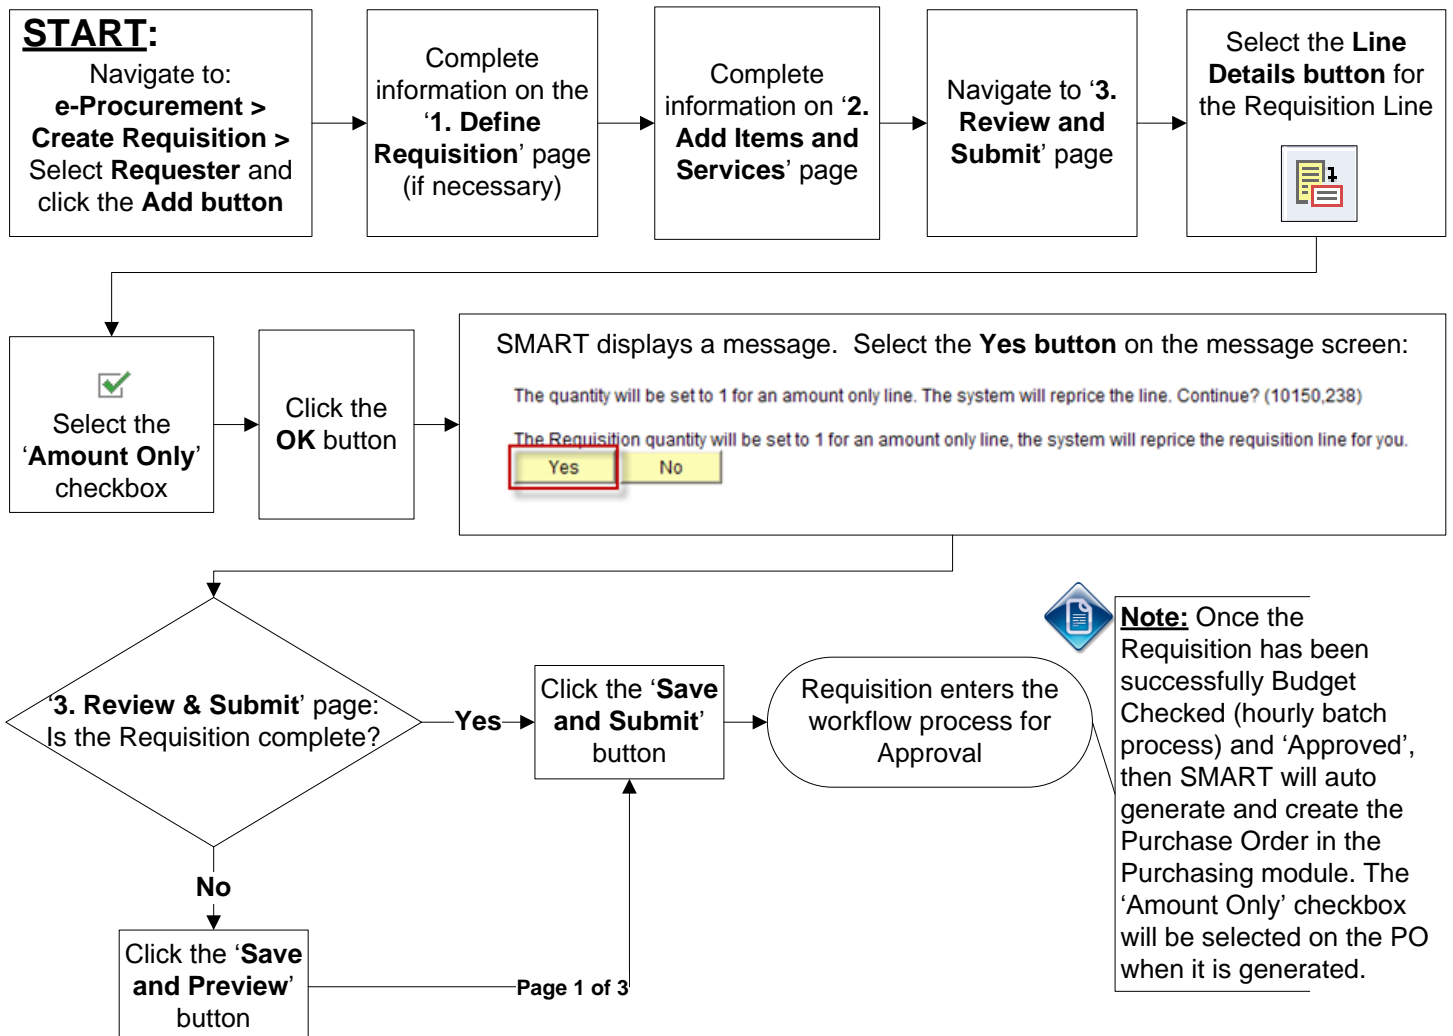 START:
Navigate to:
e-Procurement >
Create Requisition >
Select Requester and
click the Add button
Complete
information on the
‘1. Define
Requisition’ page
(if necessary)
Complete
information on ‘2.
Add Items and
Services’ page
Navigate to ‘3.
Review and
Submit’ page
Select the Line
Details button for
the Requisition Line
Select the
‘Amount Only’
checkbox
Click the
OK button
SMART displays a message.  Select the Yes button on the message screen:
The quantity will be set to 1 for an amount only line. The system will reprice the line. Continue? (10150,238)
The Requisition quantity will be set to 1 for an amount only line, the system will reprice the requisition line for you.
Yes No
‘3. Review & Submit’ page:
Is the Requisition complete?
Yes
Click the ‘Save
and Submit’
button
Requisition enters the
workflow process for
Approval
Note: Once the
Requisition has been
successfully Budget
Checked (hourly batch
process) and ‘Approved’,
then SMART will auto
generate and create the
Purchase Order in the
Purchasing module. The
‘Amount Only’ checkbox
will be selected on the PO
when it is generated.
No
Click the ‘Save
and Preview’
button
Page 1 of 3